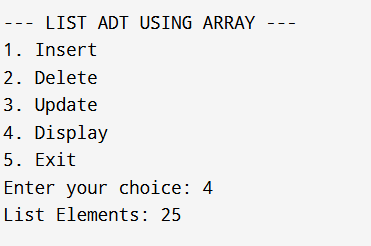 --- LIST ADT USING ARRAY ---
1. Insert
2. Delete
3. Update
4. Display
5. Exit
Enter your choice: 4
List Elements: 25